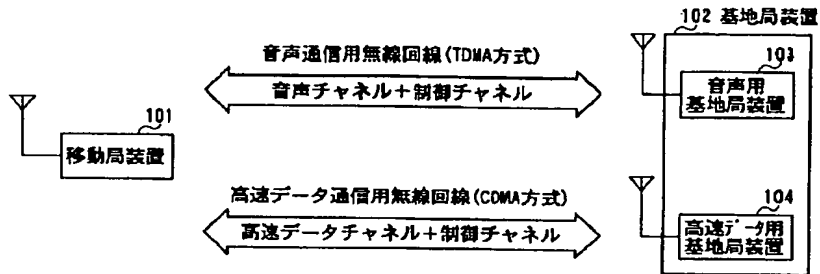 102 基地局装置
音声通信用無線回線(TDMA方式)
103
音声チャネル+制御チャネル
音声用
基地局装置
101
移動局装置
高速データ通信用無線回線(CDMA方式)
104
高速データチャネル+制御チャネル
高速データ用
基地局装置